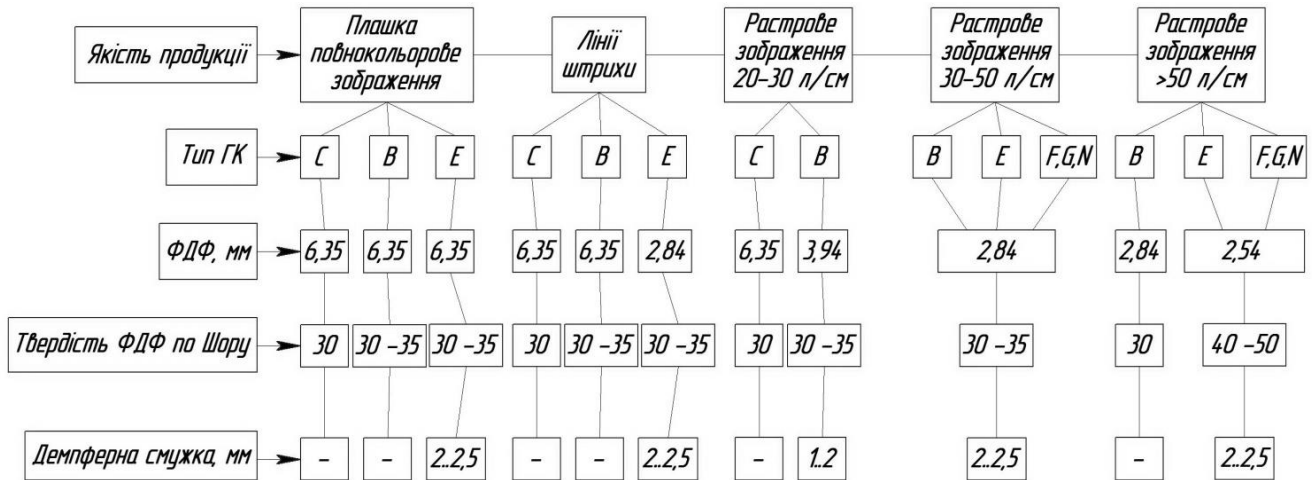 Якість продукції
Плашка
повнокольорове
зображення
Лінії
штрихи
Растрове
зображення
20–30 л/см
Растрове
зображення
30–50 л/см
Растрове
зображення
>50 л/см
Тип ГК
C
B
E
C
B
E
C
B
B
E
F,G,N
B
E
F,G,N
ФДФ, мм
6,35
6,35
6,35
6,35
6,35
2,84
6,35
3,94
2,84
2,84
2,54
Твердість ФДФ по Шору
30
30 –35
30 –35
30
30 –35
30 –35
30
30 –35
30 –35
30
40 –50
Демпферна смужка, мм
–
–
2..2,5
–
–
2..2,5
–
1..2
2..2,5
–
2..2,5